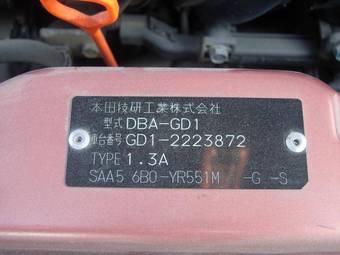 本田技研工業株式会社
型式 DBA-GD1
車台番号 GD1-2223872
TYPE 1.3A
SAA5 6B0-YR551M -G -S